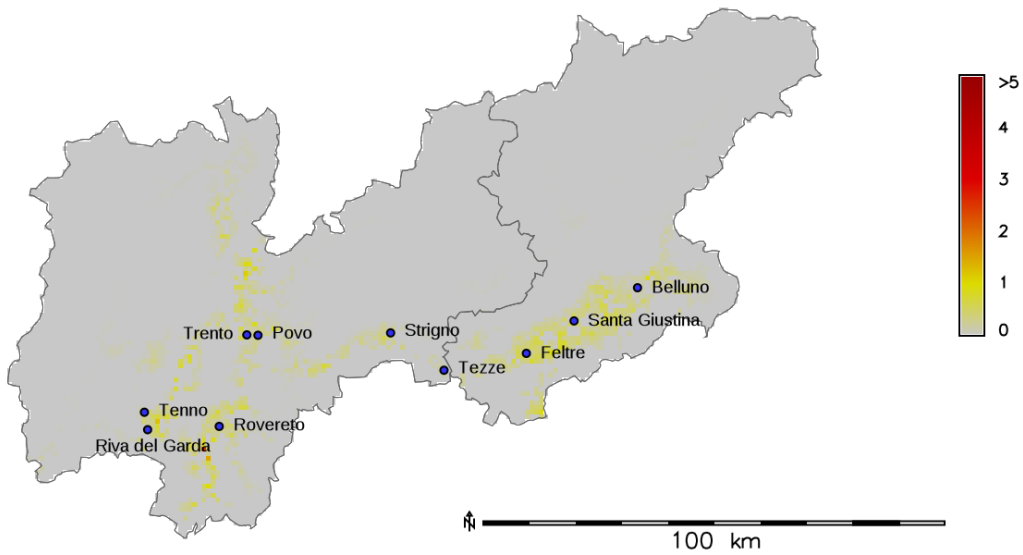 >5
4
3
2
1
0
Belluno
Santa Giustina
Trento
Povo
Strigno
Feltre
Tezze
Tenno
Rovereto
Riva del Garda
N
100 km